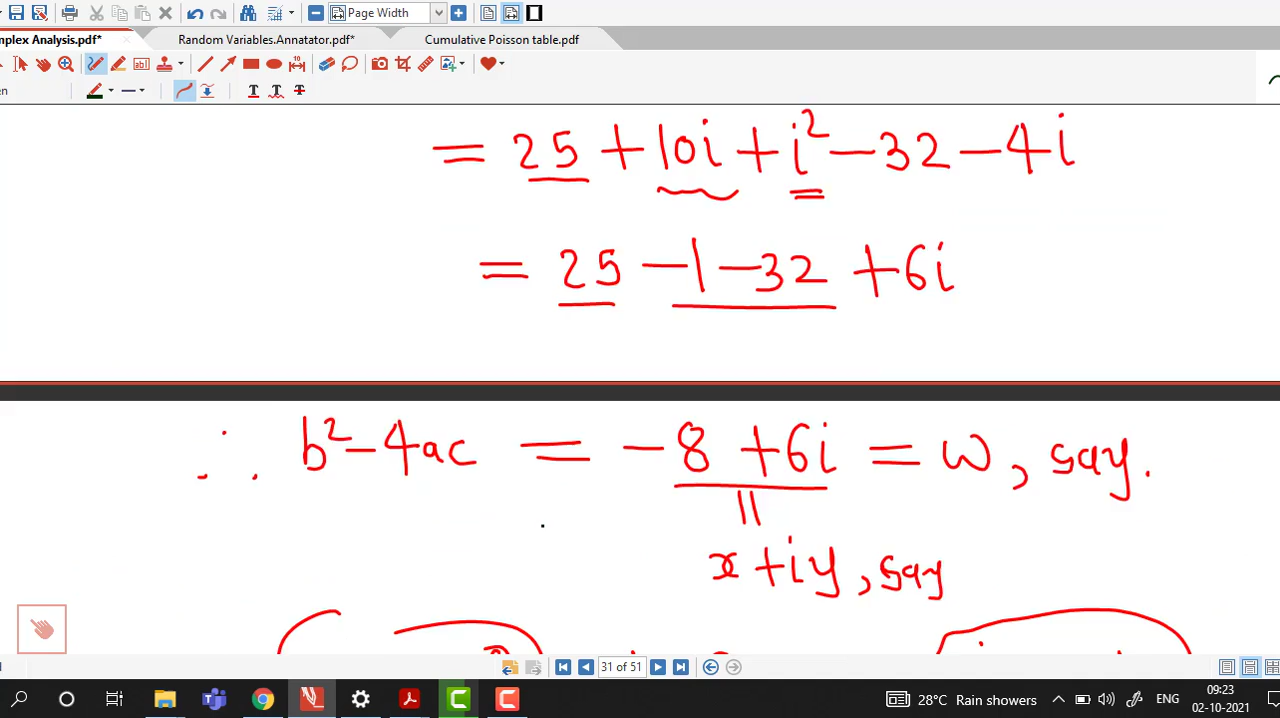 Page Width
mplex Analysis.pdf*
Random Variables.Annatator.pdf*
Cumulative Poisson table.pdf
en
= 25 + 10i + i² − 32 − 4i
= 25 − 1 − 32 + 6i
∴ b² − 4ac = −8 + 6i = ω, say.
||
x + iy, say
31 of 51
28°C Rain showers
ENG
09:23
02-10-2021